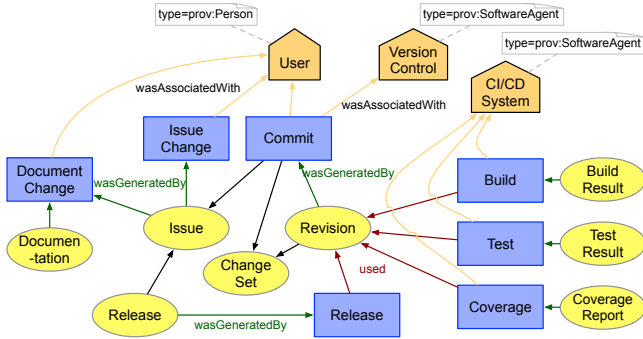 type=prov:Person
type=prov:SoftwareAgent
type=prov:SoftwareAgent
User
Version
Control
CI/CD
System
wasAssociatedWith
wasAssociatedWith
Issue
Change
Commit
Document
Change
wasGeneratedBy
wasGeneratedBy
Build
Build
Result
Documen
-tation
Issue
Revision
Test
Test
Result
Change
Set
used
Release
wasGeneratedBy
Release
Coverage
Coverage
Report